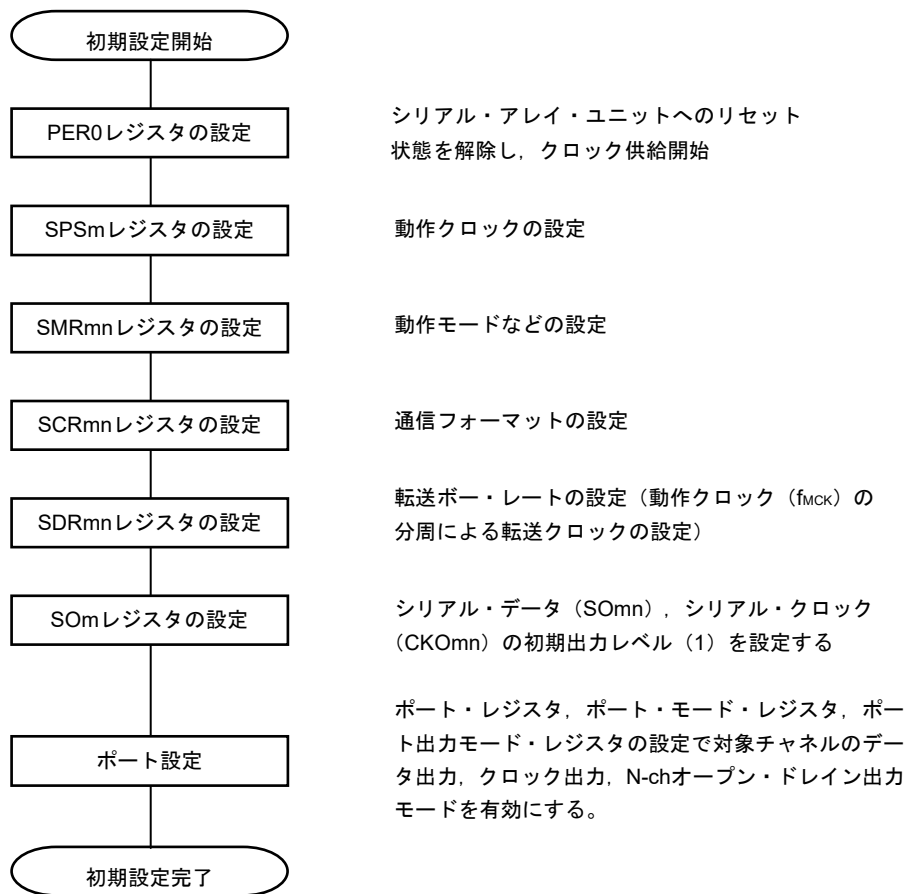 初期設定開始
PER0レジスタの設定
シリアル・アレイ・ユニットへのリセット
状態を解除し，クロック供給開始
SPSmレジスタの設定
動作クロックの設定
SMRmnレジスタの設定
動作モードなどの設定
SCRmnレジスタの設定
通信フォーマットの設定
SDRmnレジスタの設定
転送ボー・レートの設定（動作クロック（fMCK）の
分周による転送クロックの設定）
SOmレジスタの設定
シリアル・データ（SOmn），シリアル・クロック
（CKOmn）の初期出力レベル（1）を設定する
ポート設定
ポート・レジスタ，ポート・モード・レジスタ，ポー
ト出力モード・レジスタの設定で対象チャネルのデー
タ出力，クロック出力，N-chオープン・ドレイン出力
モードを有効にする。
初期設定完了